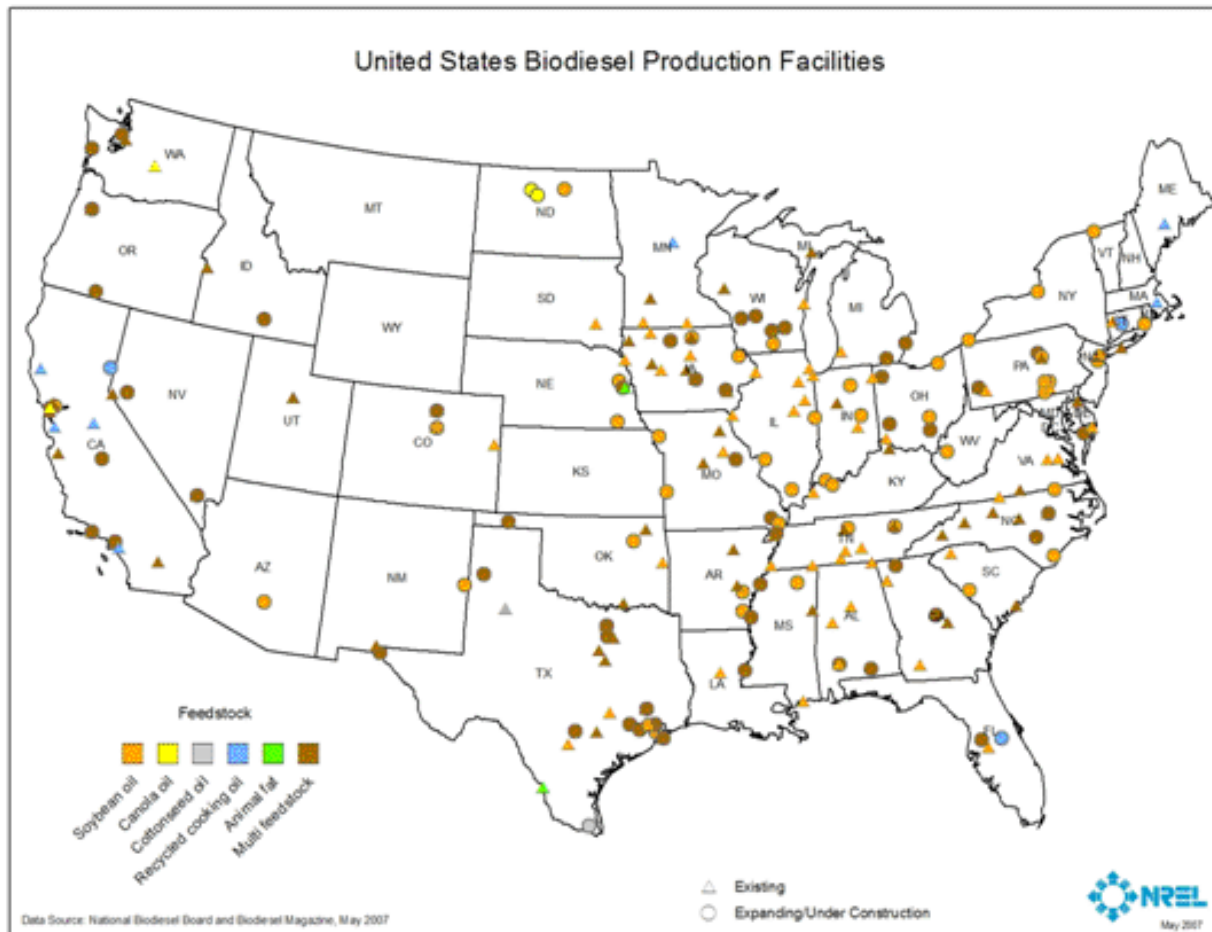 United States Biodiesel Production Facilities
WA
MT
ND
MN
ME
OR
ID
SD
WI
MI
MI
VT
NH
NY
MA
WY
NE
IA
PA
NV
UT
CO
KS
MO
IL
IN
OH
WV
VA
KY
CA
AZ
NM
OK
AR
TN
NC
SC
MS
AL
TX
LA
FL
Feedstock
Soybean oil
Canola oil
Cottonseed oil
Recycled cooking oil
Animal fat
Multi feedstock
Existing
Expanding/Under Construction
NREL
Data Source: National Biodiesel Board and Biodiesel Magazine, May 2007
May 2007